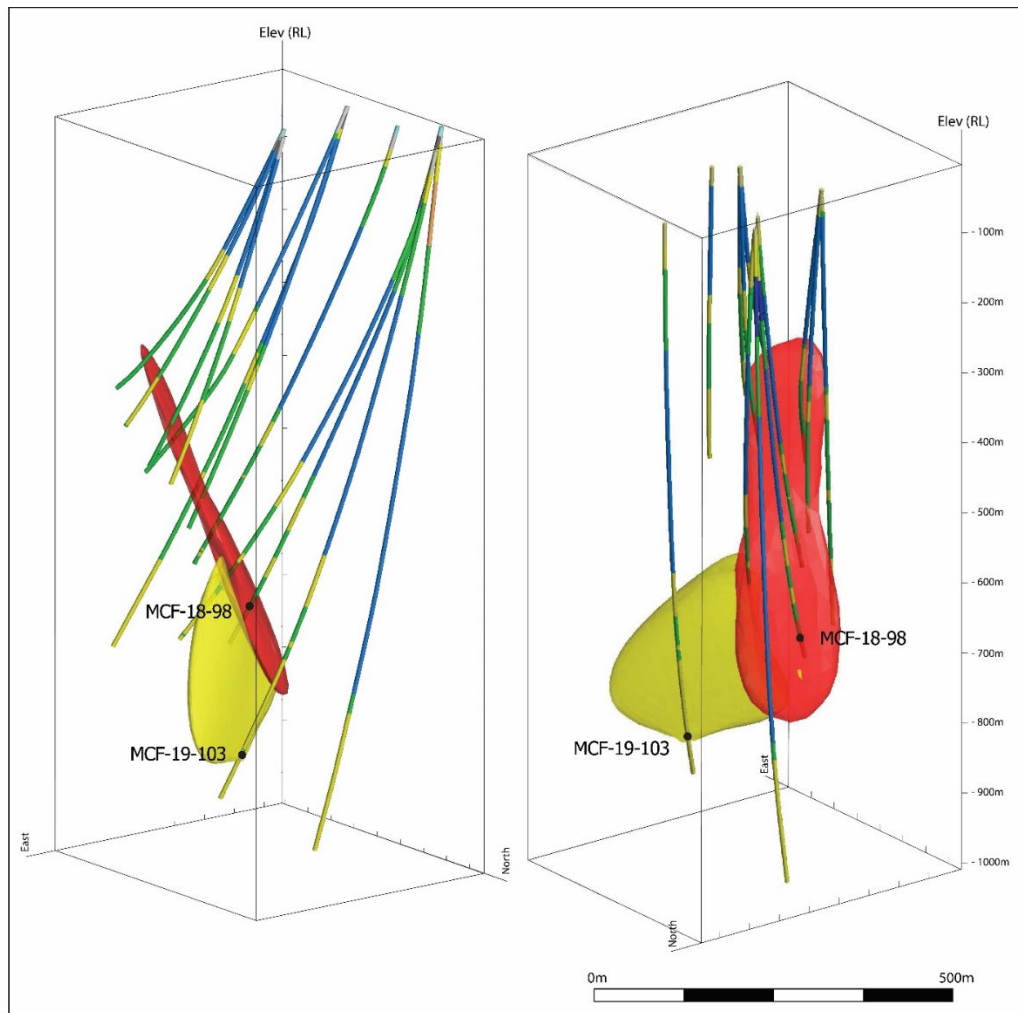 Elev (RL)
MCF-18-98
MCF-19-103
East
North
Elev (RL)
- 100m
- 200m
- 300m
- 400m
- 500m
- 600m
- 700m
- 800m
- 900m
- 1000m
MCF-18-98
MCF-19-103
East
North
0m
500m